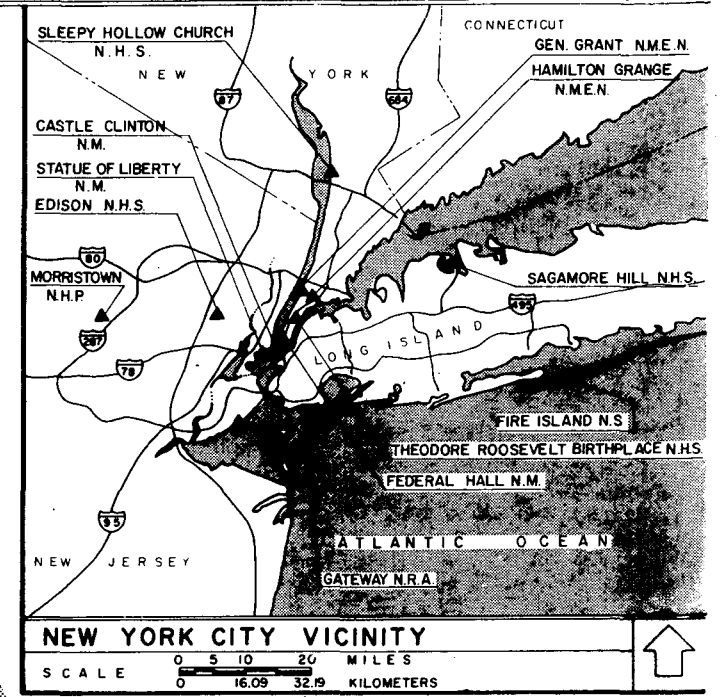 CONNECTICUT
SLEEPY HOLLOW CHURCH
N.H.S.
GEN. GRANT N.M.E.N.
HAMILTON GRANGE
N.M.E.N.
NEW YORK
87
684
CASTLE CLINTON
N.M.
STATUE OF LIBERTY
N.M.
EDISON N.H.S.
80
MORRISTOWN
N.H.P.
SAGAMORE HILL N.H.S.
495
287
LONG ISLAND
78
FIRE ISLAND N.S
THEODORE ROOSEVELT BIRTHPLACE N.H.S.
FEDERAL HALL N.M.
95
ATLANTIC OCEAN
NEW JERSEY
GATEWAY N.R.A.
NEW YORK CITY VICINITY
SCALE
0 5 10 20 MILES
0 16.09 32.19 KILOMETERS